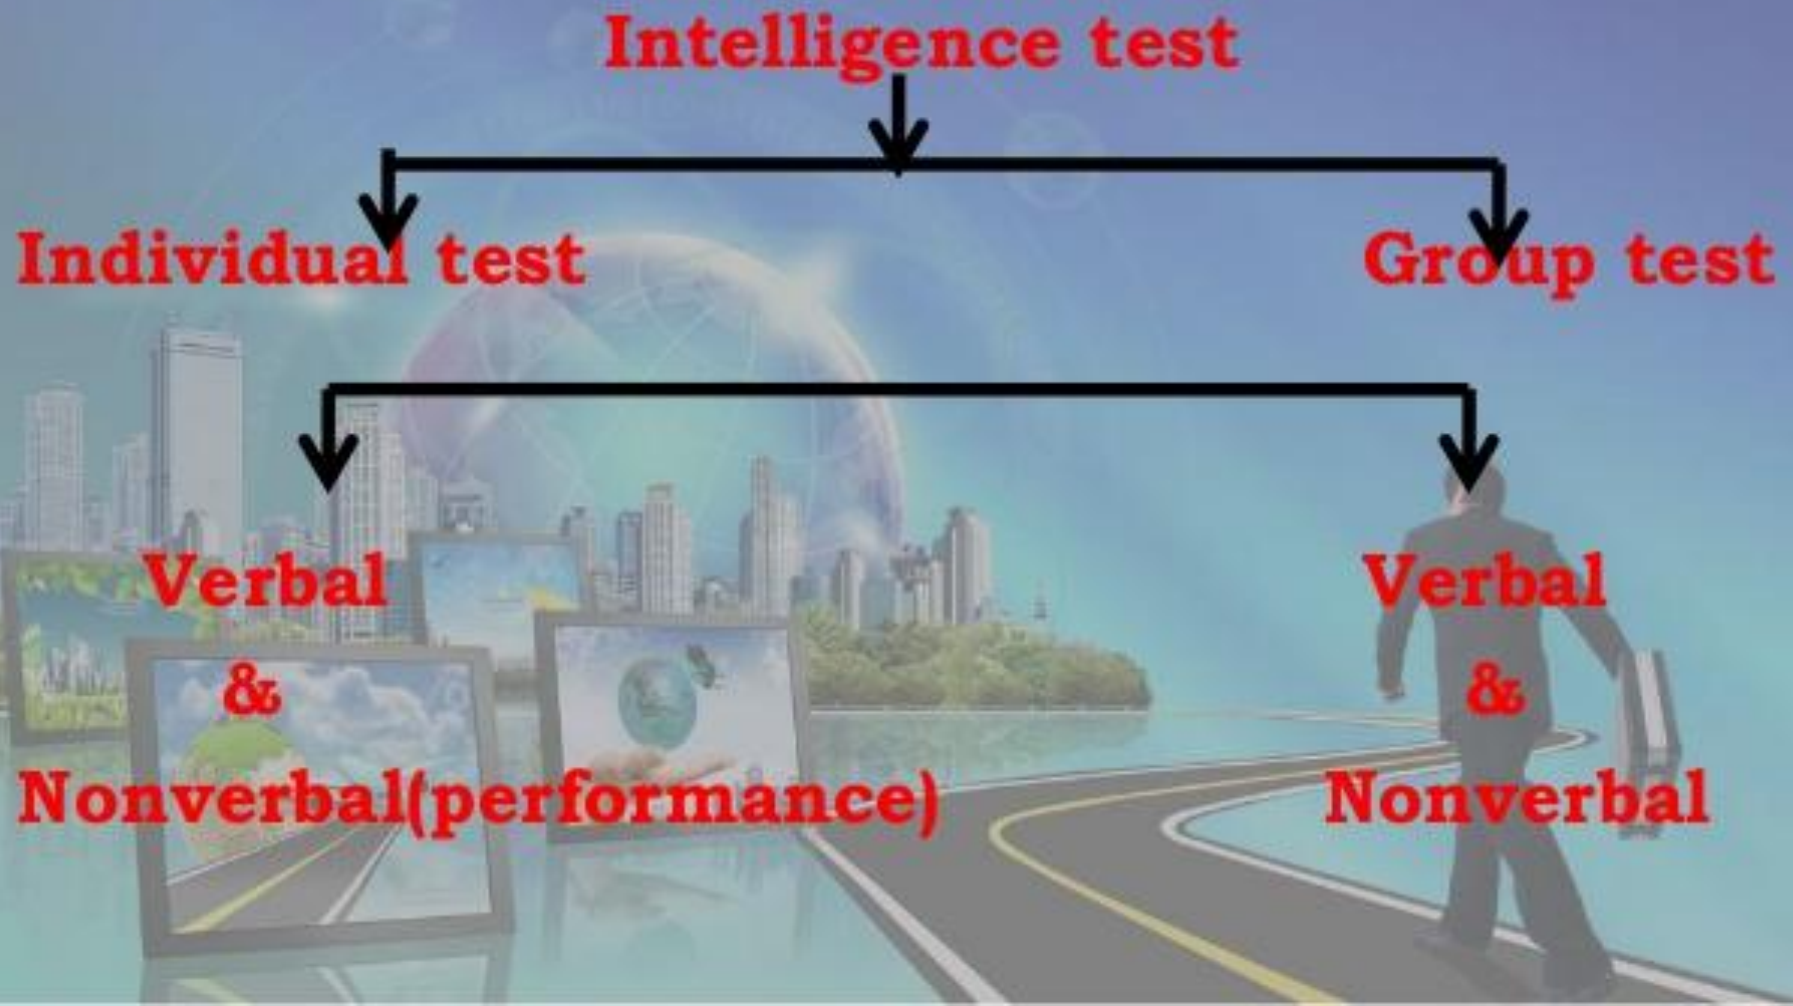 Intelligence test
Individual test
Group test
Verbal
&
Nonverbal(performance)
Verbal
&
Nonverbal